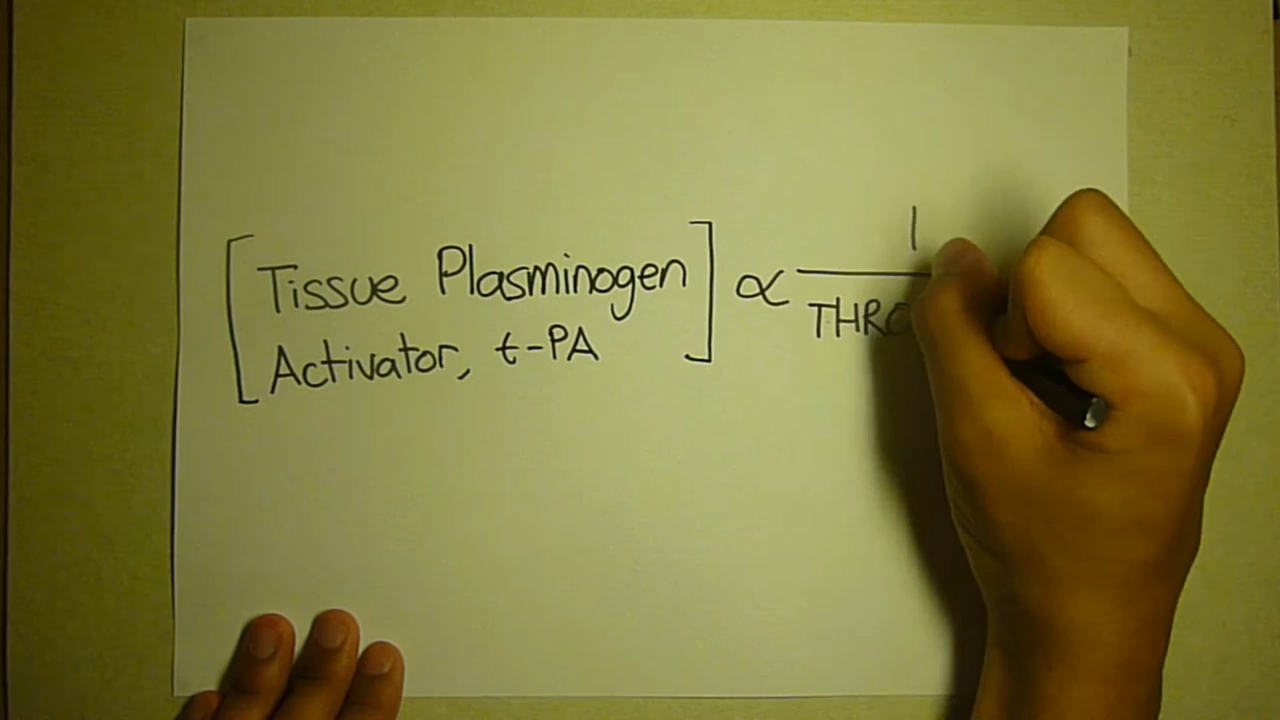 [Tissue Plasminogen
Activator, t-PA] ∝
1
THRO